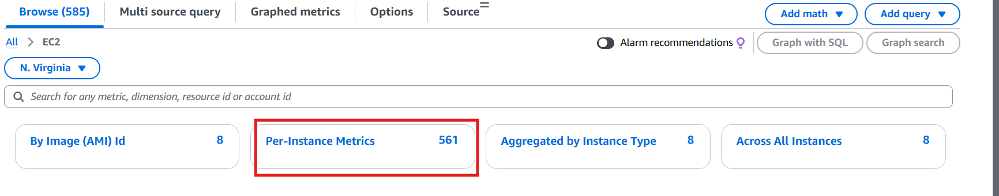 Browse (585) Multi source query Graphed metrics Options Source Add math Add query
All EC2 Alarm recommendations Graph with SQL Graph search
N. Virginia
Search for any metric, dimension, resource id or account id
By Image (AMI) Id 8 Per-Instance Metrics 561 Aggregated by Instance Type 8 Across All Instances 8